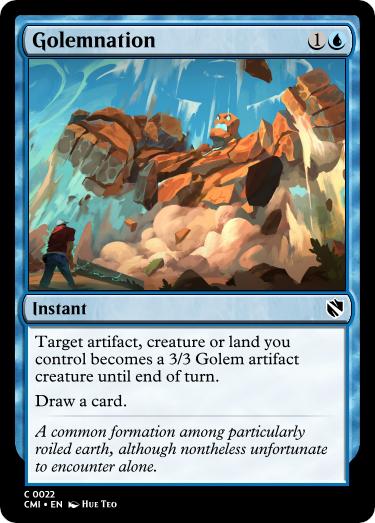 Golemnation 1
Instant
Target artifact, creature or land you
control becomes a 3/3 Golem artifact
creature until end of turn.
Draw a card.
A common formation among particularly
roiled earth, although nontheless unfortunate
to encounter alone.
C 0022
CMI • EN Hue Teo